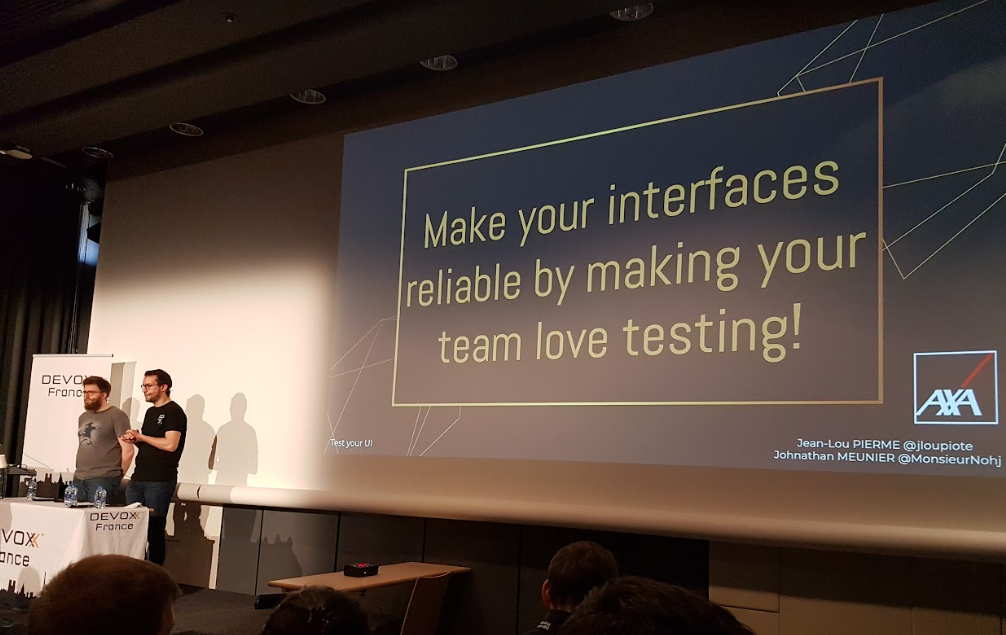 Make your interfaces
reliable by making your
team love testing!
AXA
Test your UI
Jean-Lou PIERME @jloupiote
Johnathan MEUNIER @MonsieurNohj
DEVOX
France
DEVOXX
France
VOXX
ance